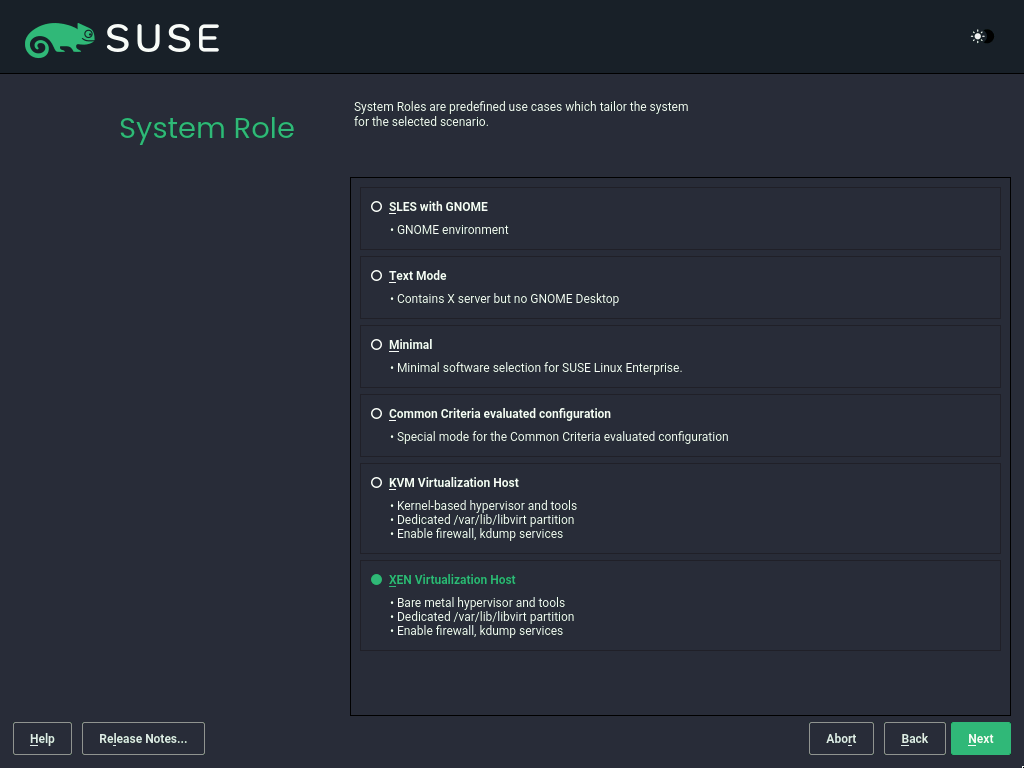 SUSE
System Role
System Roles are predefined use cases which tailor the system
for the selected scenario.
SLES with GNOME
• GNOME environment
Text Mode
• Contains X server but no GNOME Desktop
Minimal
• Minimal software selection for SUSE Linux Enterprise.
Common Criteria evaluated configuration
• Special mode for the Common Criteria evaluated configuration
KVM Virtualization Host
• Kernel-based hypervisor and tools
• Dedicated /var/lib/libvirt partition
• Enable firewall, kdump services
XEN Virtualization Host
• Bare metal hypervisor and tools
• Dedicated /var/lib/libvirt partition
• Enable firewall, kdump services
Help Release Notes... Abort Back Next